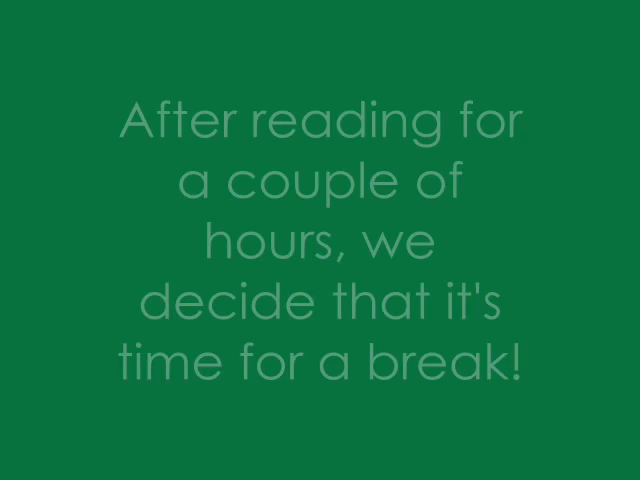 After reading for
a couple of
hours, we
decide that it's
time for a break!